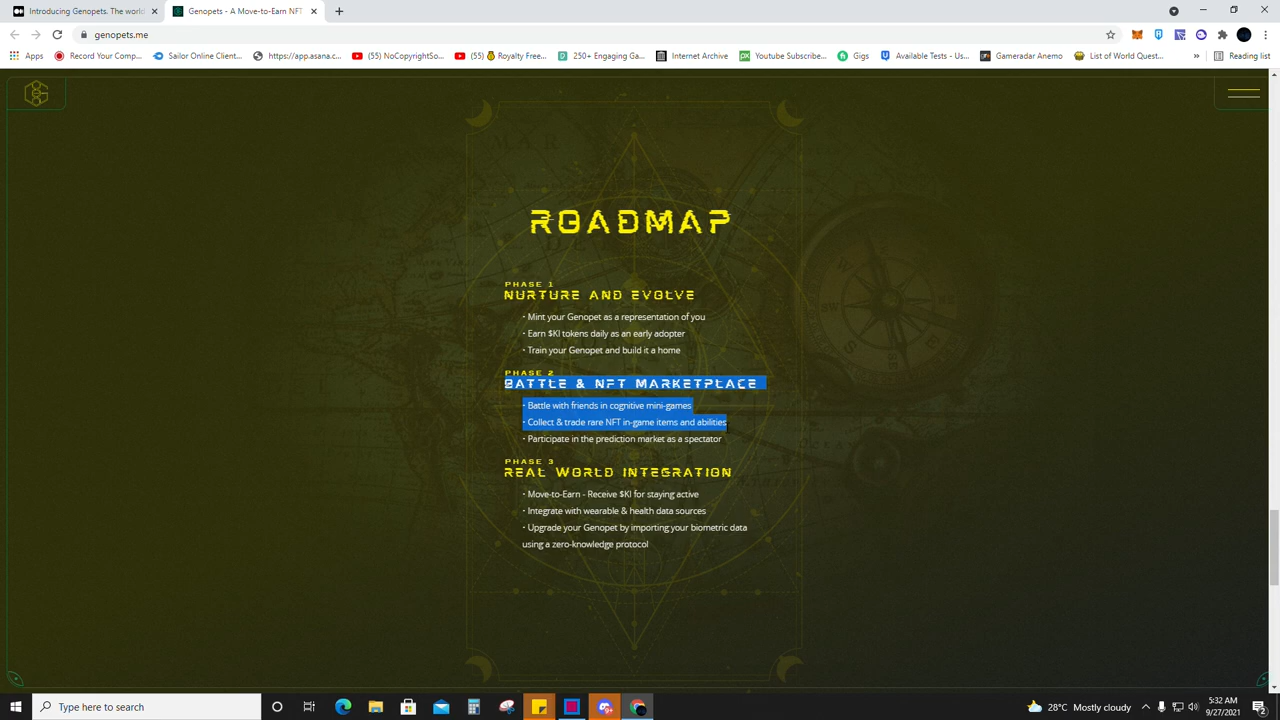 Introducing Genopets. The world
Genopets - A Move-to-Earn NFT
genopets.me
Apps
Record Your Comp...
Sailor Online Client...
https://app.asana.c...
(55) NoCopyrightSo...
(55) 💰 Royalty Free...
250+ Engaging Ga...
Internet Archive
Youtube Subscribe...
Gigs
Available Tests - Us...
Gameradar Anemo
List of World Quest...
»
Reading list
ROADMAP
PHASE 1
NURTURE AND EVOLVE
• Mint your Genopet as a representation of you
• Earn $KI tokens daily as an early adopter
• Train your Genopet and build it a home
PHASE 2
BATTLE & NFT MARKETPLACE
• Battle with friends in cognitive mini-games
• Collect & trade rare NFT in-game items and abilities
• Participate in the prediction market as a spectator
PHASE 3
REAL WORLD INTEGRATION
• Move-to-Earn - Receive $KI for staying active
• Integrate with wearable & health data sources
• Upgrade your Genopet by importing your biometric data
using a zero-knowledge protocol
Type here to search
28°C Mostly cloudy
5:32 AM
9/27/2021